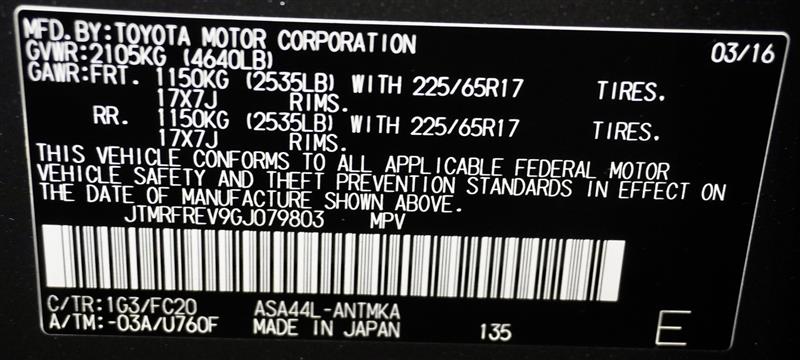 MFD.BY:TOYOTA MOTOR CORPORATION 03/16
GVWR:2105KG (4640LB)
GAWR:FRT. 1150KG (2535LB) WITH 225/65R17 TIRES.
17X7J RIMS.
RR. 1150KG (2535LB) WITH 225/65R17 TIRES.
17X7J RIMS.
THIS VEHICLE CONFORMS TO ALL APPLICABLE FEDERAL MOTOR
VEHICLE SAFETY AND THEFT PREVENTION STANDARDS IN EFFECT ON
THE DATE OF MANUFACTURE SHOWN ABOVE.
JTMRFREV9GJ079803 MPV
C/TR:1G3/FC20 ASA44L-ANTMKA
A/TM:-03A/U760F MADE IN JAPAN 135 E